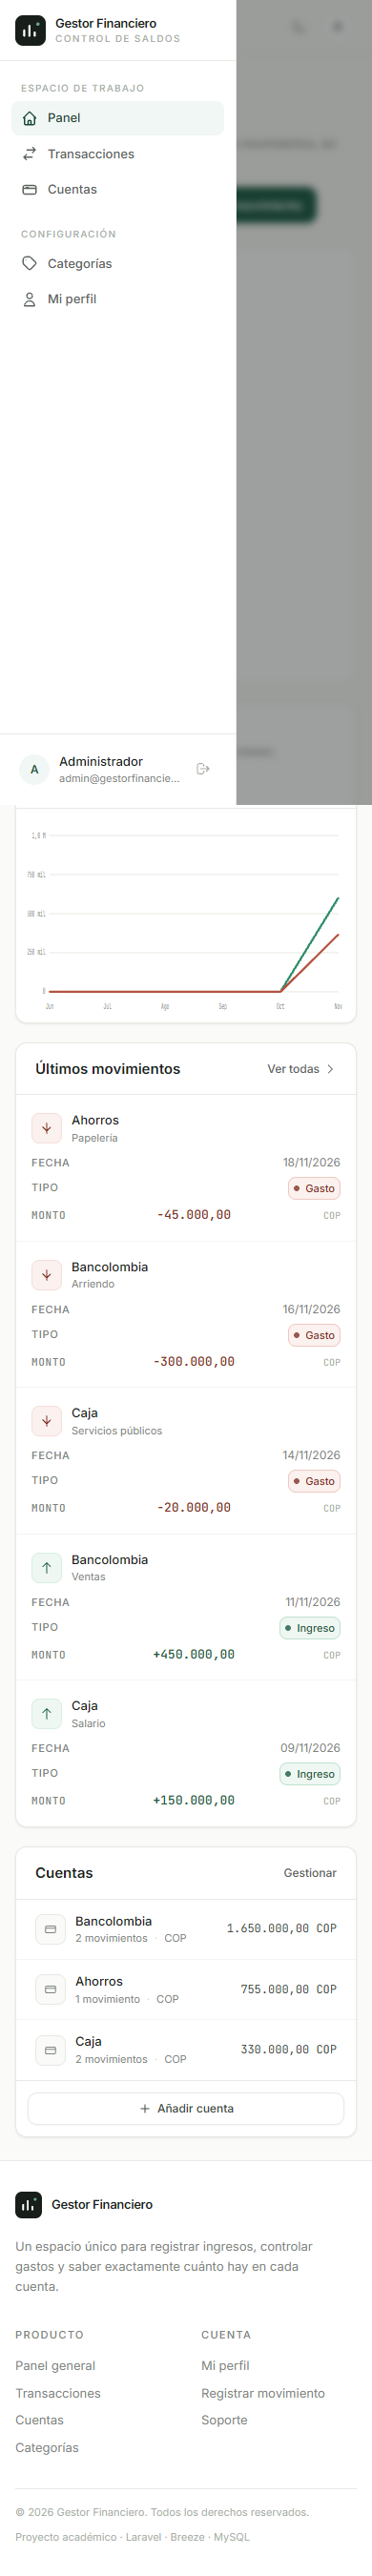 Gestor Financiero
CONTROL DE SALDOS
ESPACIO DE TRABAJO
Panel
Transacciones
Cuentas
CONFIGURACIÓN
Categorías
Mi perfil
Administrador
admin@gestorfinancie...
1,0 M
750 mil
500 mil
250 mil
0
Jun Jul Ago Sep Oct Nov
Últimos movimientos Ver todas
Ahorros
Papelería
FECHA 18/11/2026
TIPO Gasto
MONTO -45.000,00 COP
Bancolombia
Arriendo
FECHA 16/11/2026
TIPO Gasto
MONTO -300.000,00 COP
Caja
Servicios públicos
FECHA 14/11/2026
TIPO Gasto
MONTO -20.000,00 COP
Bancolombia
Ventas
FECHA 11/11/2026
TIPO Ingreso
MONTO +450.000,00 COP
Caja
Salario
FECHA 09/11/2026
TIPO Ingreso
MONTO +150.000,00 COP
Cuentas Gestionar
Bancolombia
2 movimientos · COP 1.650.000,00 COP
Ahorros
1 movimiento · COP 755.000,00 COP
Caja
2 movimientos · COP 330.000,00 COP
+ Añadir cuenta
Gestor Financiero
Un espacio único para registrar ingresos, controlar
gastos y saber exactamente cuánto hay en cada
cuenta.
PRODUCTO CUENTA
Panel general Mi perfil
Transacciones Registrar movimiento
Cuentas Soporte
Categorías
© 2026 Gestor Financiero. Todos los derechos reservados.
Proyecto académico · Laravel · Breeze · MySQL
A